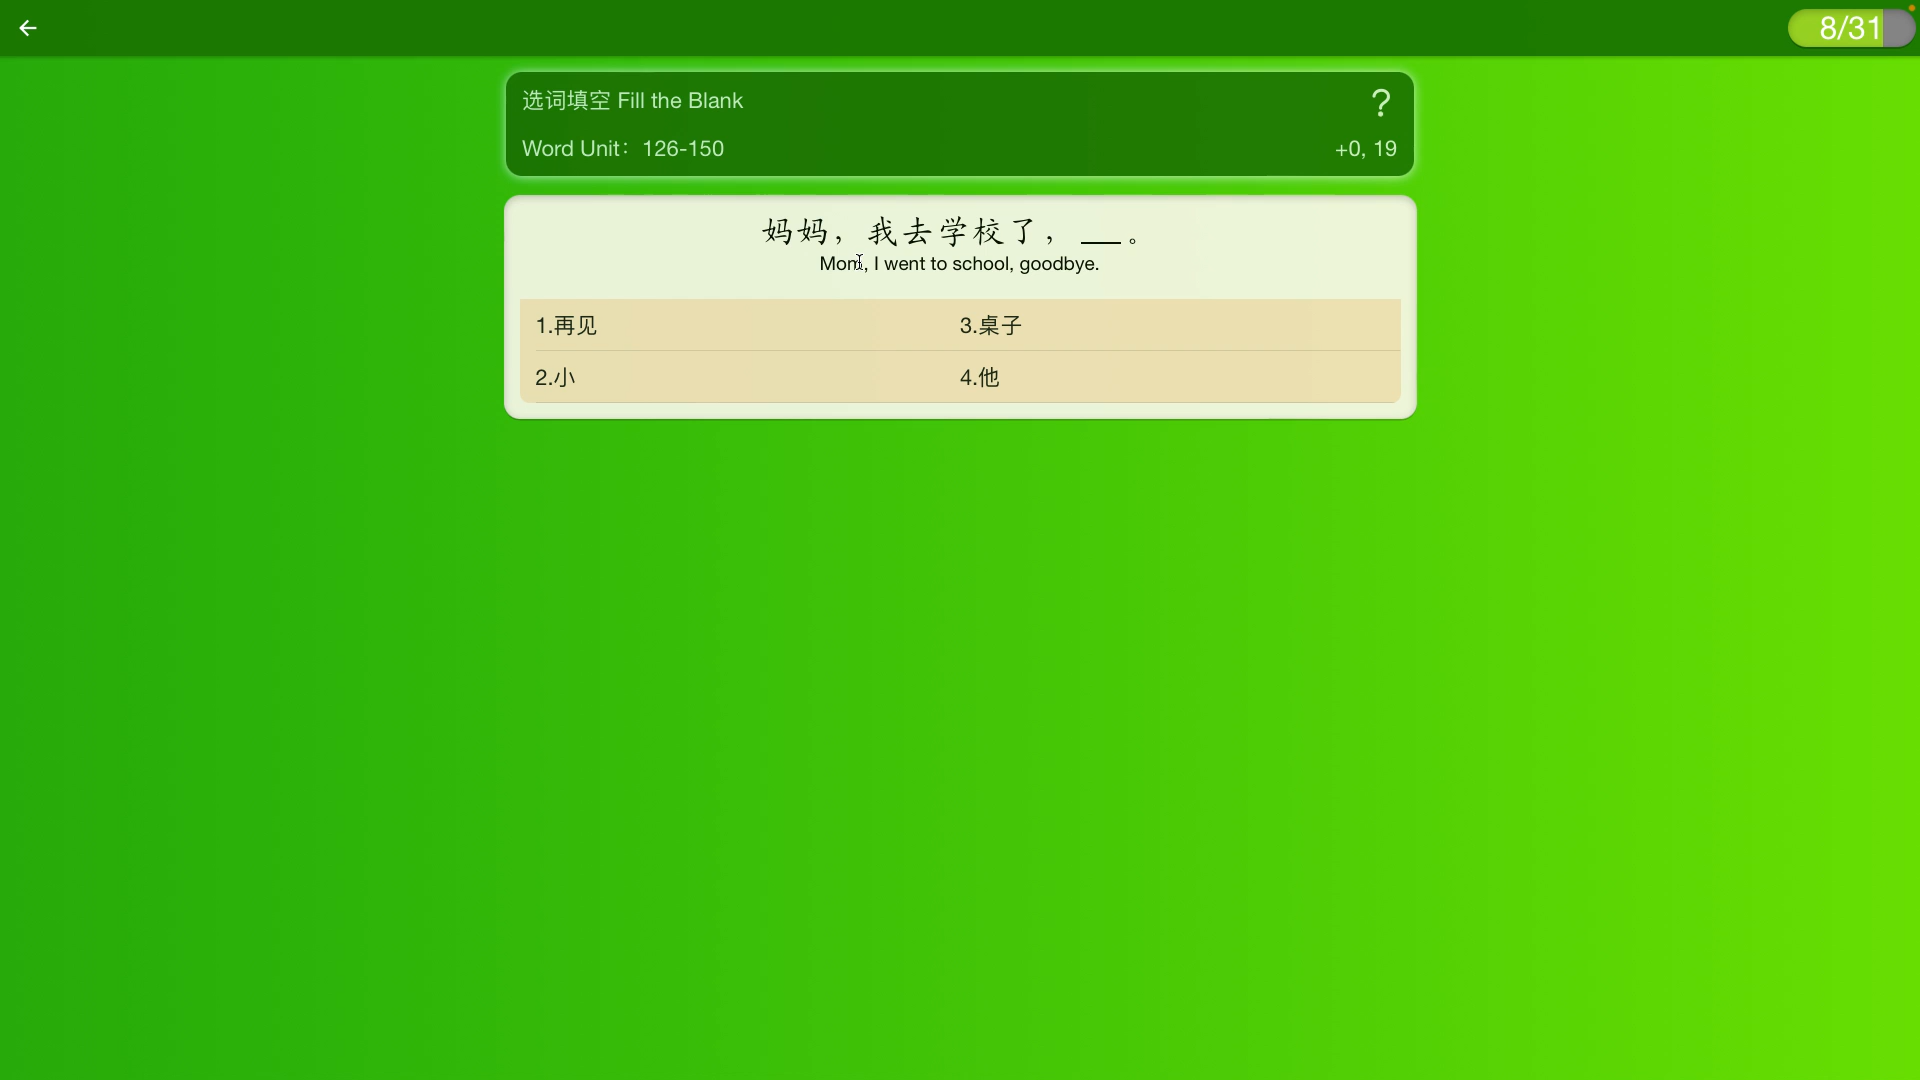 8/31
选词填空 Fill the Blank
?
Word Unit：126-150
+0, 19
妈妈，我去学校了，___。
Mom, I went to school, goodbye.
1.再见
3.桌子
2.小
4.他